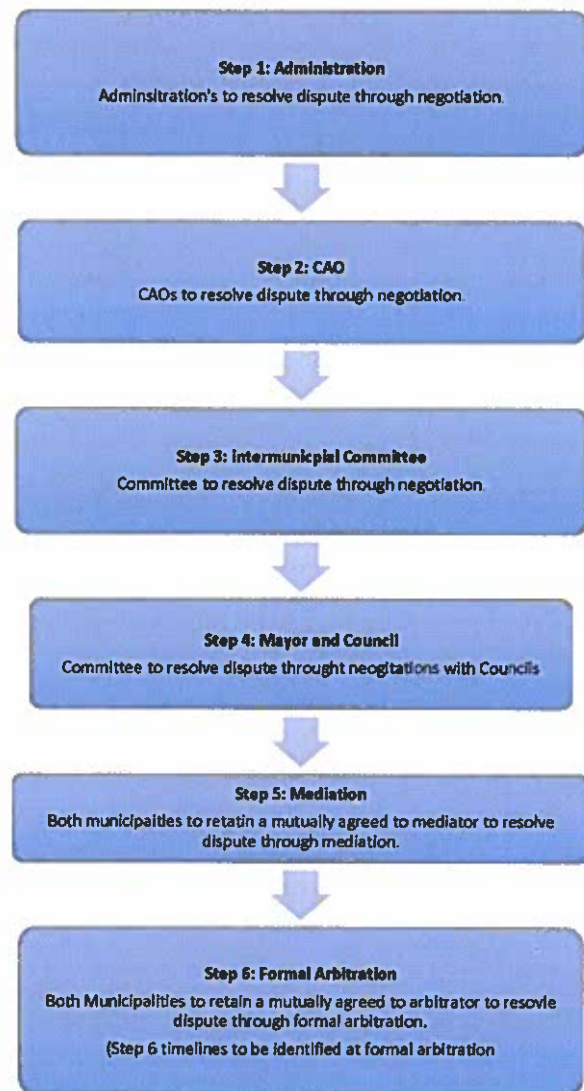 Step 1: Administration
Adminsitration's to resolve dispute through negotiation.
Step 2: CAO
CAOs to resolve dispute through negotiation.
Step 3: Intermunicpial Committee
Committee to resolve dispute through negotiation.
Step 4: Mayor and Council
Committee to resolve dispute throught neogitations with Councils
Step 5: Mediation
Both municipalities to retain a mutually agreed to mediator to resolve
dispute through mediation.
Step 6: Formal Arbitration
Both Municipalities to retain a mutually agreed to arbitrator to resovle
dispute through formal arbitration.
(Step 6 timelines to be identified at formal arbitration